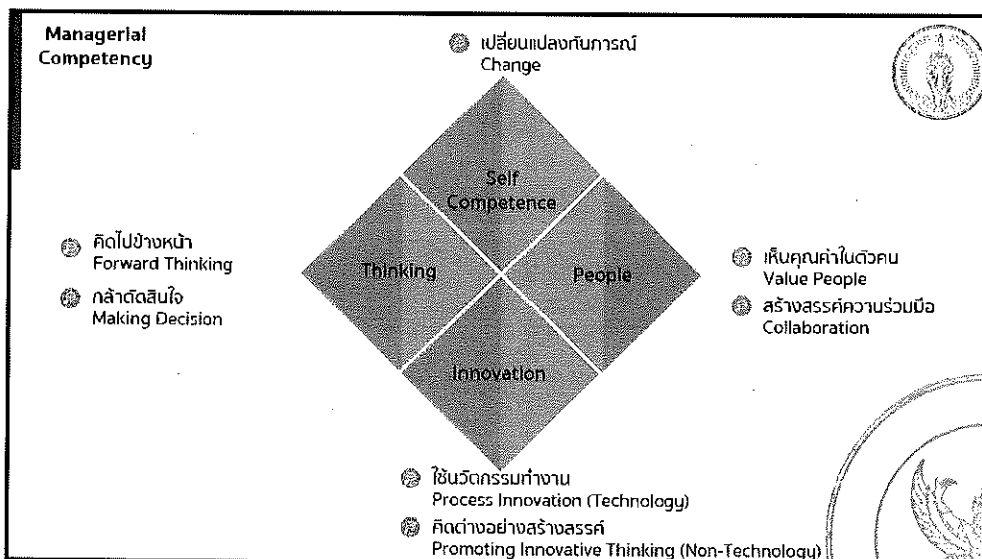 Managerial
Competency
เปลี่ยนแปลงทันการณ์
Change
Self
Competence
คิดไปข้างหน้า
Forward Thinking
กล้าตัดสินใจ
Making Decision
Thinking
People
เห็นคุณค่าในตัวคน
Value People
สร้างสรรค์ความร่วมมือ
Collaboration
Innovation
ใช้นวัตกรรมทำงาน
Process Innovation (Technology)
คิดต่างอย่างสร้างสรรค์
Promoting Innovative Thinking (Non-Technology)